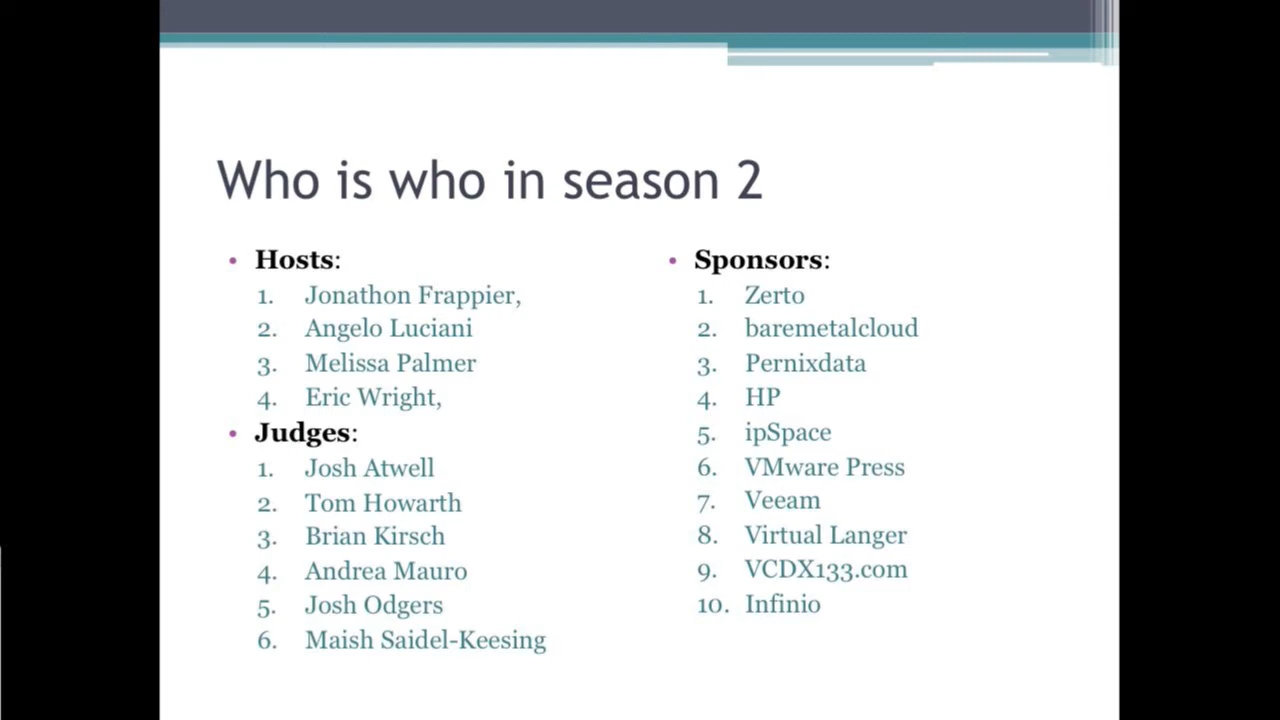 Who is who in season 2
• Hosts:
1. Jonathon Frappier,
2. Angelo Luciani
3. Melissa Palmer
4. Eric Wright,
• Judges:
1. Josh Atwell
2. Tom Howarth
3. Brian Kirsch
4. Andrea Mauro
5. Josh Odgers
6. Maish Saidel-Keesing
• Sponsors:
1. Zerto
2. baremetalcloud
3. Pernixdata
4. HP
5. ipSpace
6. VMware Press
7. Veeam
8. Virtual Langer
9. VCDX133.com
10. Infinio